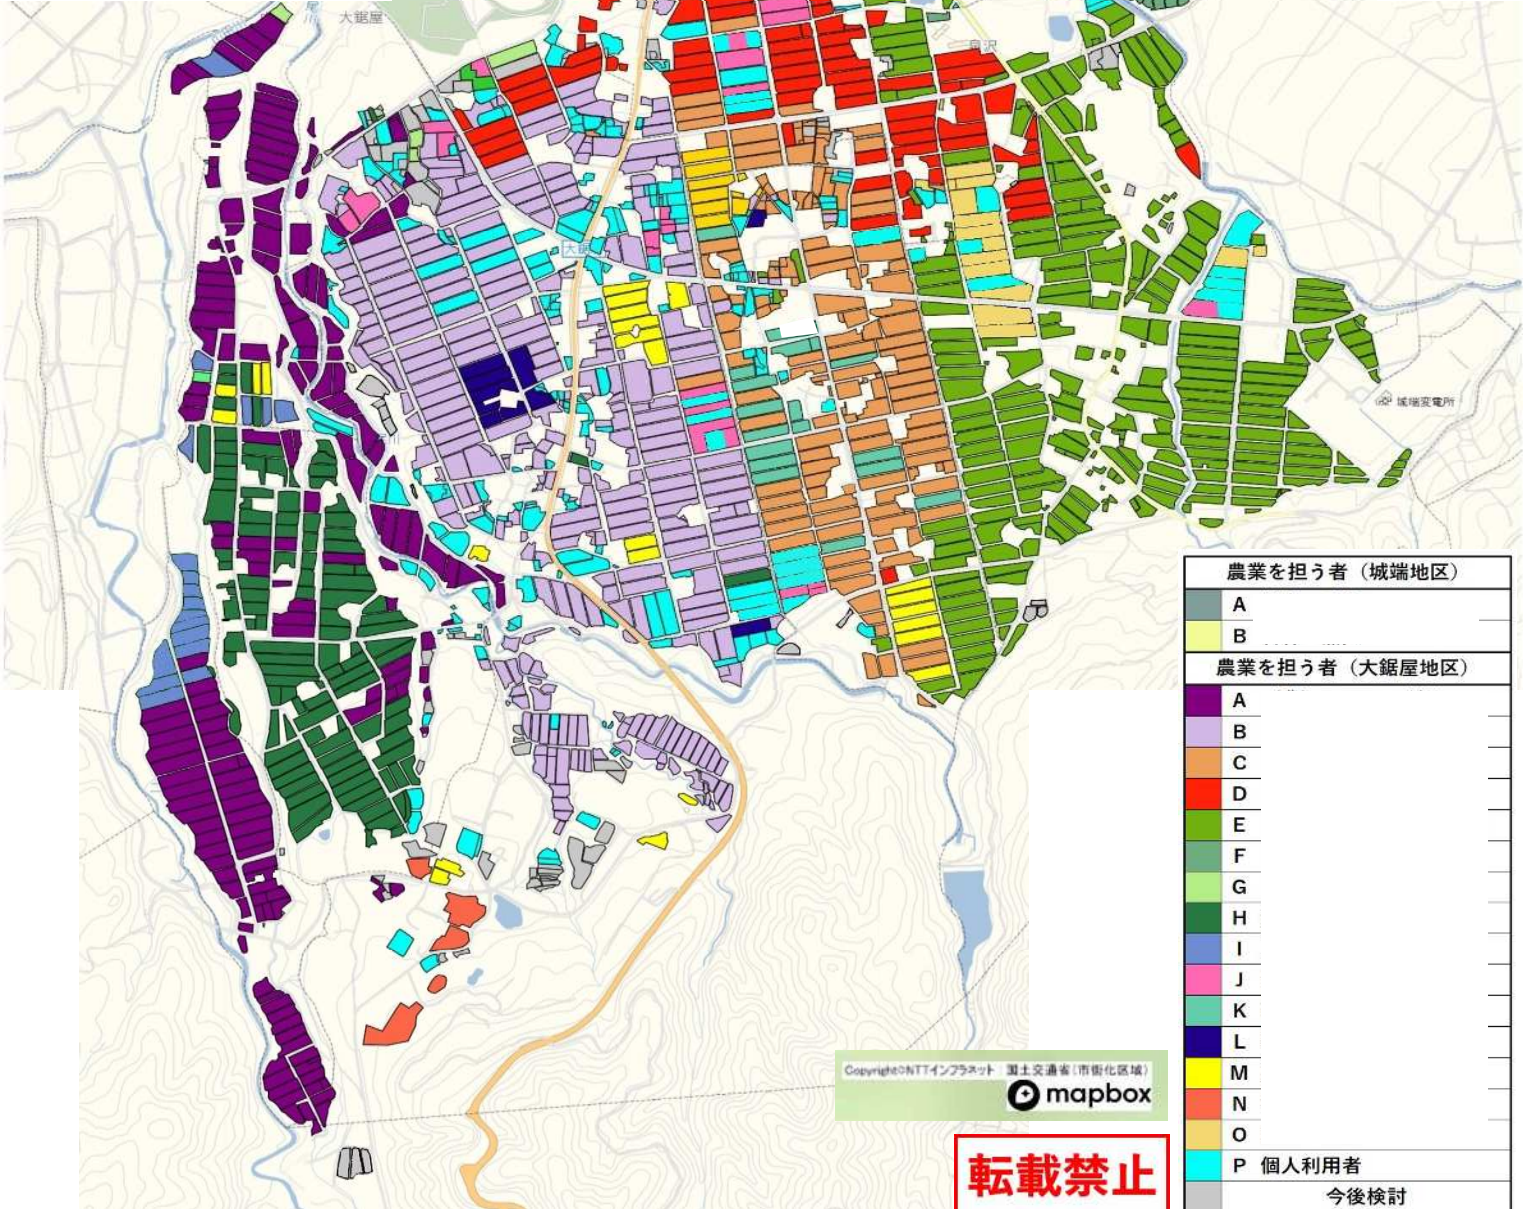 大鋸屋
大鋸
城端変電所
農業を担う者（城端地区）
A
B
農業を担う者（大鋸屋地区）
A
B
C
D
E
F
G
H
I
J
K
L
M
N
O
P 個人利用者
今後検討
Copyright©NTTインフラネット 国土交通省（市街化区域）
mapbox
転載禁止